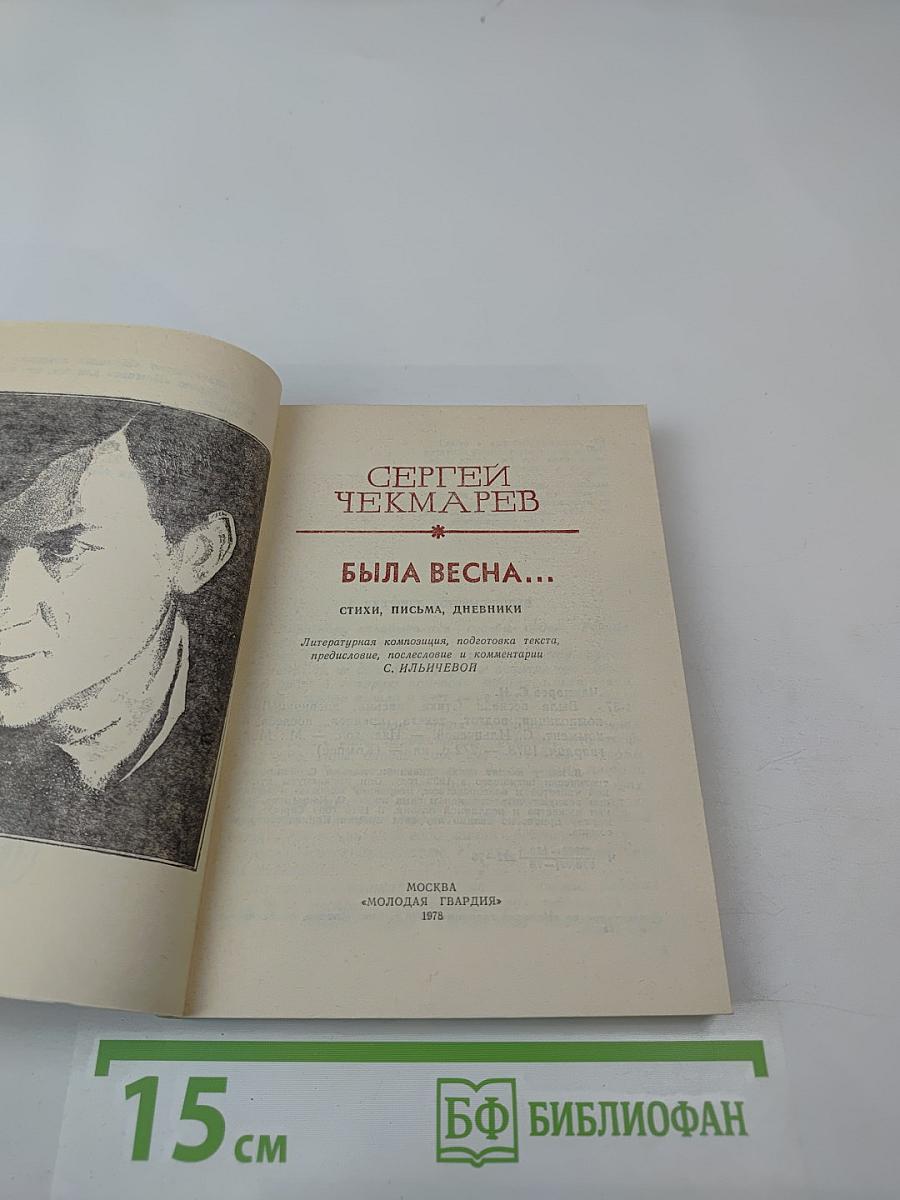 СЕРГЕЙ
ЧЕКМАРЕВ
БЫЛА ВЕСНА...
СТИХИ, ПИСЬМА, ДНЕВНИКИ
Литературная композиция, подготовка текста,
предисловие, послесловие и комментарии
С. ИЛЬИЧЕВОЙ
МОСКВА
«МОЛОДАЯ ГВАРДИЯ»
1978
15 см
БФ БИБЛИОФАН